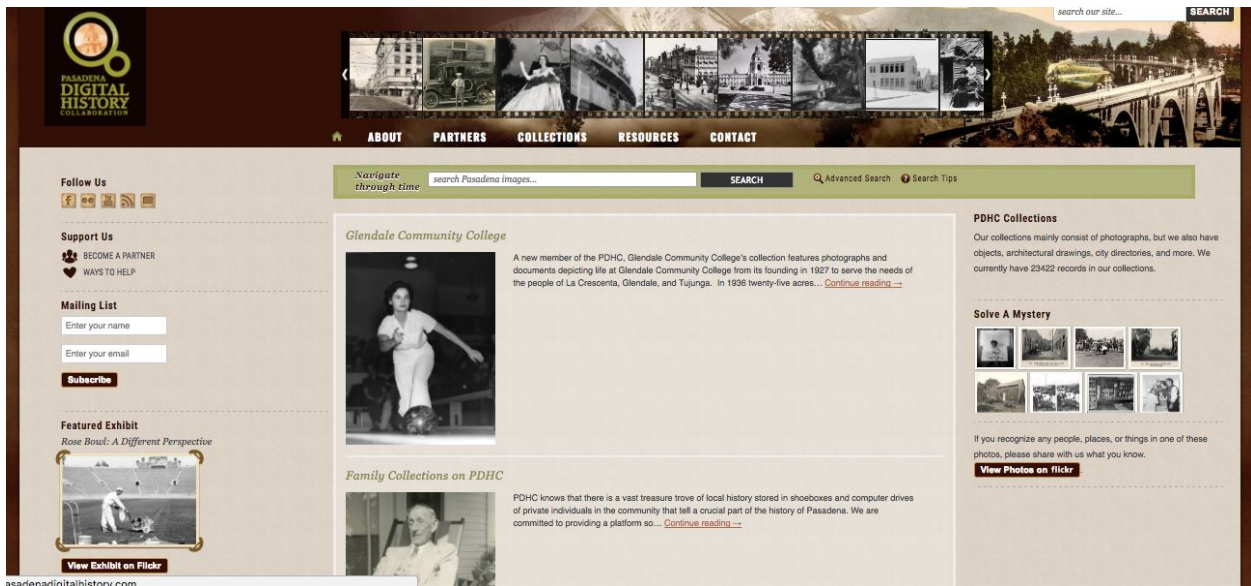 search our site...
SEARCH
PASADENA
DIGITAL
HISTORY
COLLABORATION
ABOUT
PARTNERS
COLLECTIONS
RESOURCES
CONTACT
Navigate
through time
search Pasadena images...
SEARCH
Advanced Search
Search Tips
Follow Us
Support Us
BECOME A PARTNER
WAYS TO HELP
Mailing List
Enter your name
Enter your email
Subscribe
Featured Exhibit
Rose Bowl: A Different Perspective
View Exhibit on Flickr
Glendale Community College
A new member of the PDHC, Glendale Community College's collection features photographs and
documents depicting life at Glendale Community College from its founding in 1927 to serve the needs of
the people of La Crescenta, Glendale, and Tujunga. In 1936 twenty-five acres... Continue reading →
Family Collections on PDHC
PDHC knows that there is a vast treasure trove of local history stored in shoeboxes and computer drives
of private individuals in the community that tell a crucial part of the history of Pasadena. We are
committed to providing a platform so... Continue reading →
PDHC Collections
Our collections mainly consist of photographs, but we also have
objects, architectural drawings, city directories, and more. We
currently have 23422 records in our collections.
Solve A Mystery
If you recognize any people, places, or things in one of these
photos, please share with us what you know.
View Photos on flickr.
asadenadigitalhistory.com